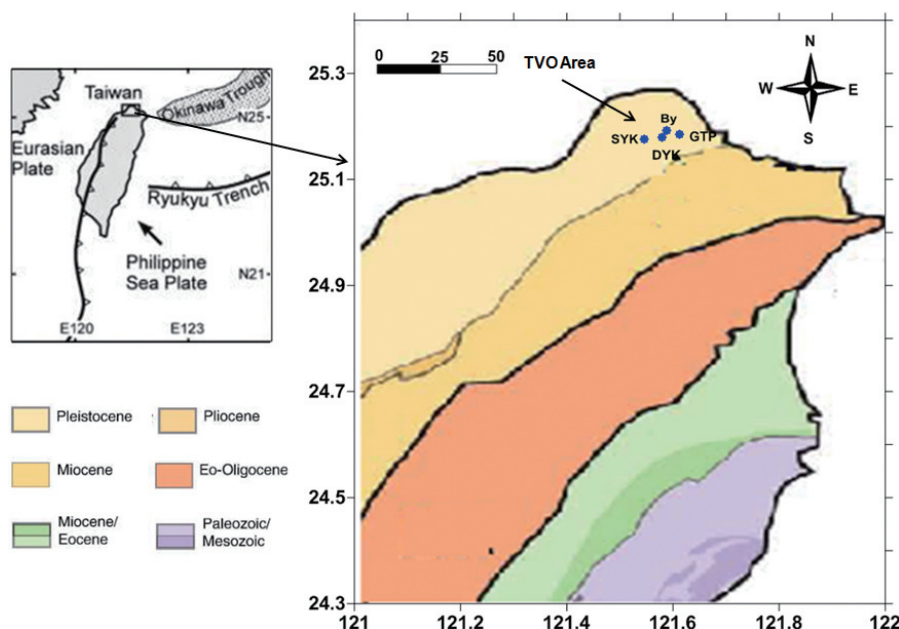 Taiwan
Okinawa Trough
N25
Eurasian
Plate
Ryukyu Trench
Philippine
Sea Plate
N21
E120
E123
Pleistocene
Pliocene
Miocene
Eo-Oligocene
Miocene/
Eocene
Paleozoic/
Mesozoic
0 25 50
TVO Area
N
W E
S
By
SYK GTP
DYK
25.3
25.1
24.9
24.7
24.5
24.3
121 121.2 121.4 121.6 121.8 122